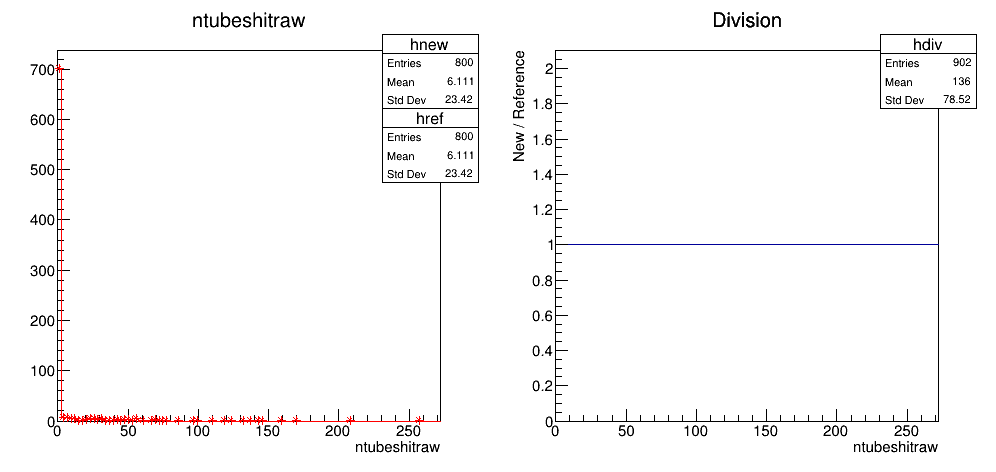 ntubeshitraw
hnew
Entries 800
Mean 6.111
Std Dev 23.42
href
Entries 800
Mean 6.111
Std Dev 23.42
700
600
500
400
300
200
100
0
0 50 100 150 200 250
ntubeshitraw
Division
hdiv
Entries 902
Mean 136
Std Dev 78.52
New / Reference
2
1.8
1.6
1.4
1.2
1
0.8
0.6
0.4
0.2
0
0 50 100 150 200 250
ntubeshitraw